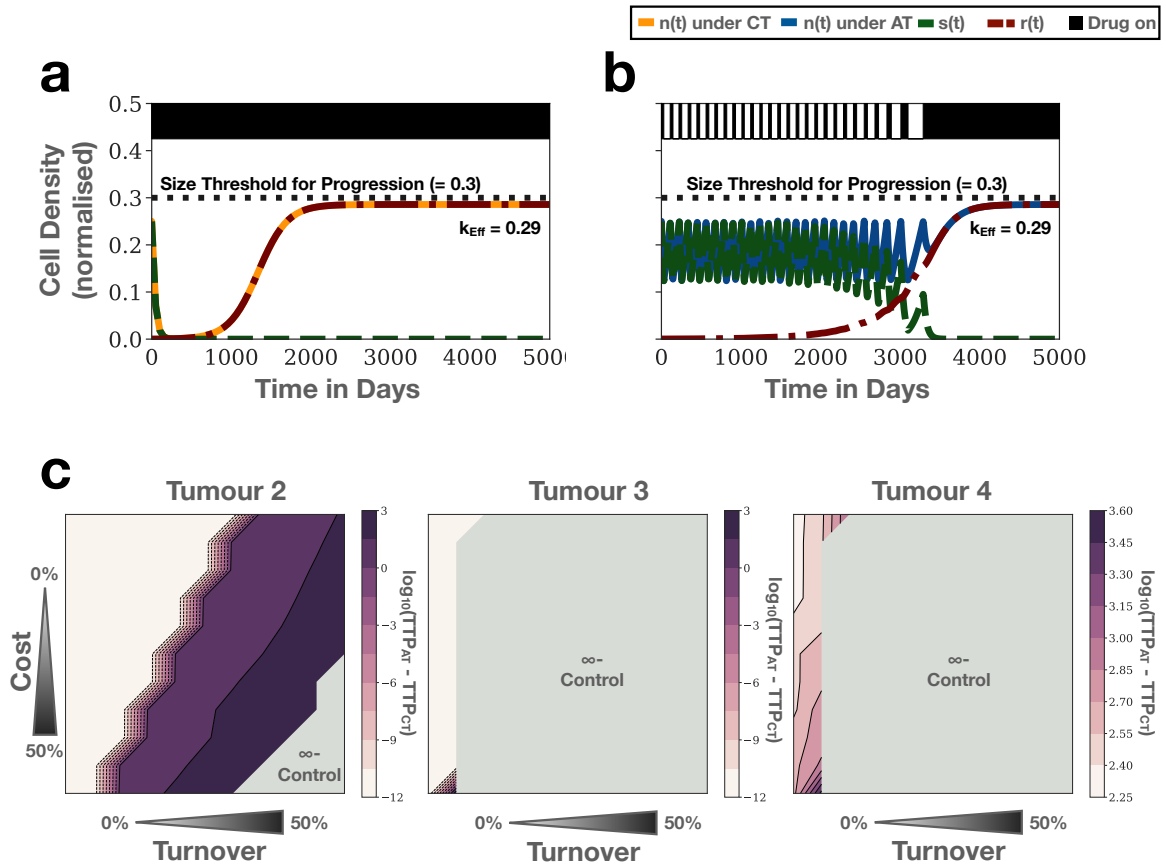 n(t) under CT n(t) under AT s(t) r(t) Drug on
a
b
0.5
0.4
0.3
0.2
0.1
0.0
Cell Density
(normalised)
Size Threshold for Progression (= 0.3)
kEff = 0.29
0 1000 2000 3000 4000 5000
Time in Days
Size Threshold for Progression (= 0.3)
kEff = 0.29
0 1000 2000 3000 4000 5000
Time in Days
c
Tumour 2
Tumour 3
Tumour 4
0%
Cost
50%
∞-
Control
3
0
−3
−6
−9
−12
log10(TTPAT - TTPCT)
0% 50%
Turnover
∞-
Control
3
0
−3
−6
−9
−12
log10(TTPAT - TTPCT)
0% 50%
Turnover
∞-
Control
3.60
3.45
3.30
3.15
3.00
2.85
2.70
2.55
2.40
2.25
log10(TTPAT - TTPCT)
0% 50%
Turnover